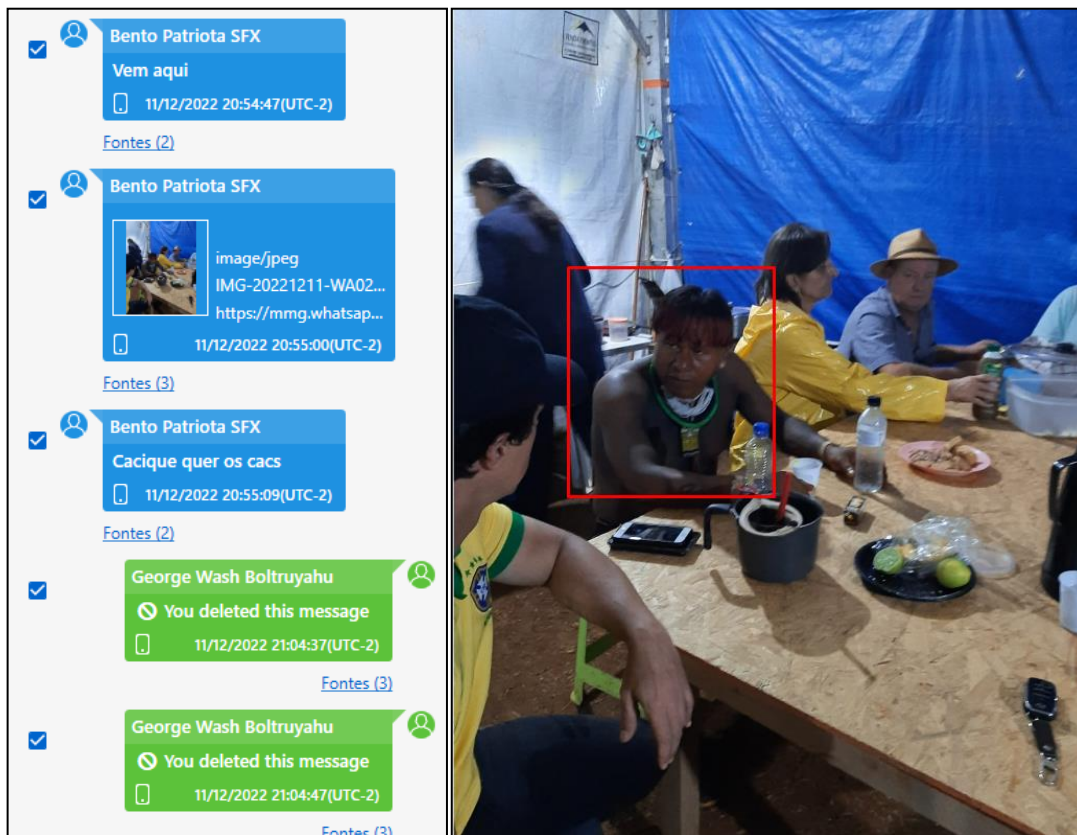 Bento Patriota SFX
Vem aqui
11/12/2022 20:54:47(UTC-2)
Fontes (2)
Bento Patriota SFX
image/jpeg
IMG-20221211-WA02...
https://mmg.whatsap...
11/12/2022 20:55:00(UTC-2)
Fontes (3)
Bento Patriota SFX
Cacique quer os cacs
11/12/2022 20:55:09(UTC-2)
Fontes (2)
George Wash Boltruyahu
You deleted this message
11/12/2022 21:04:37(UTC-2)
Fontes (3)
George Wash Boltruyahu
You deleted this message
11/12/2022 21:04:47(UTC-2)
Fontes (3)